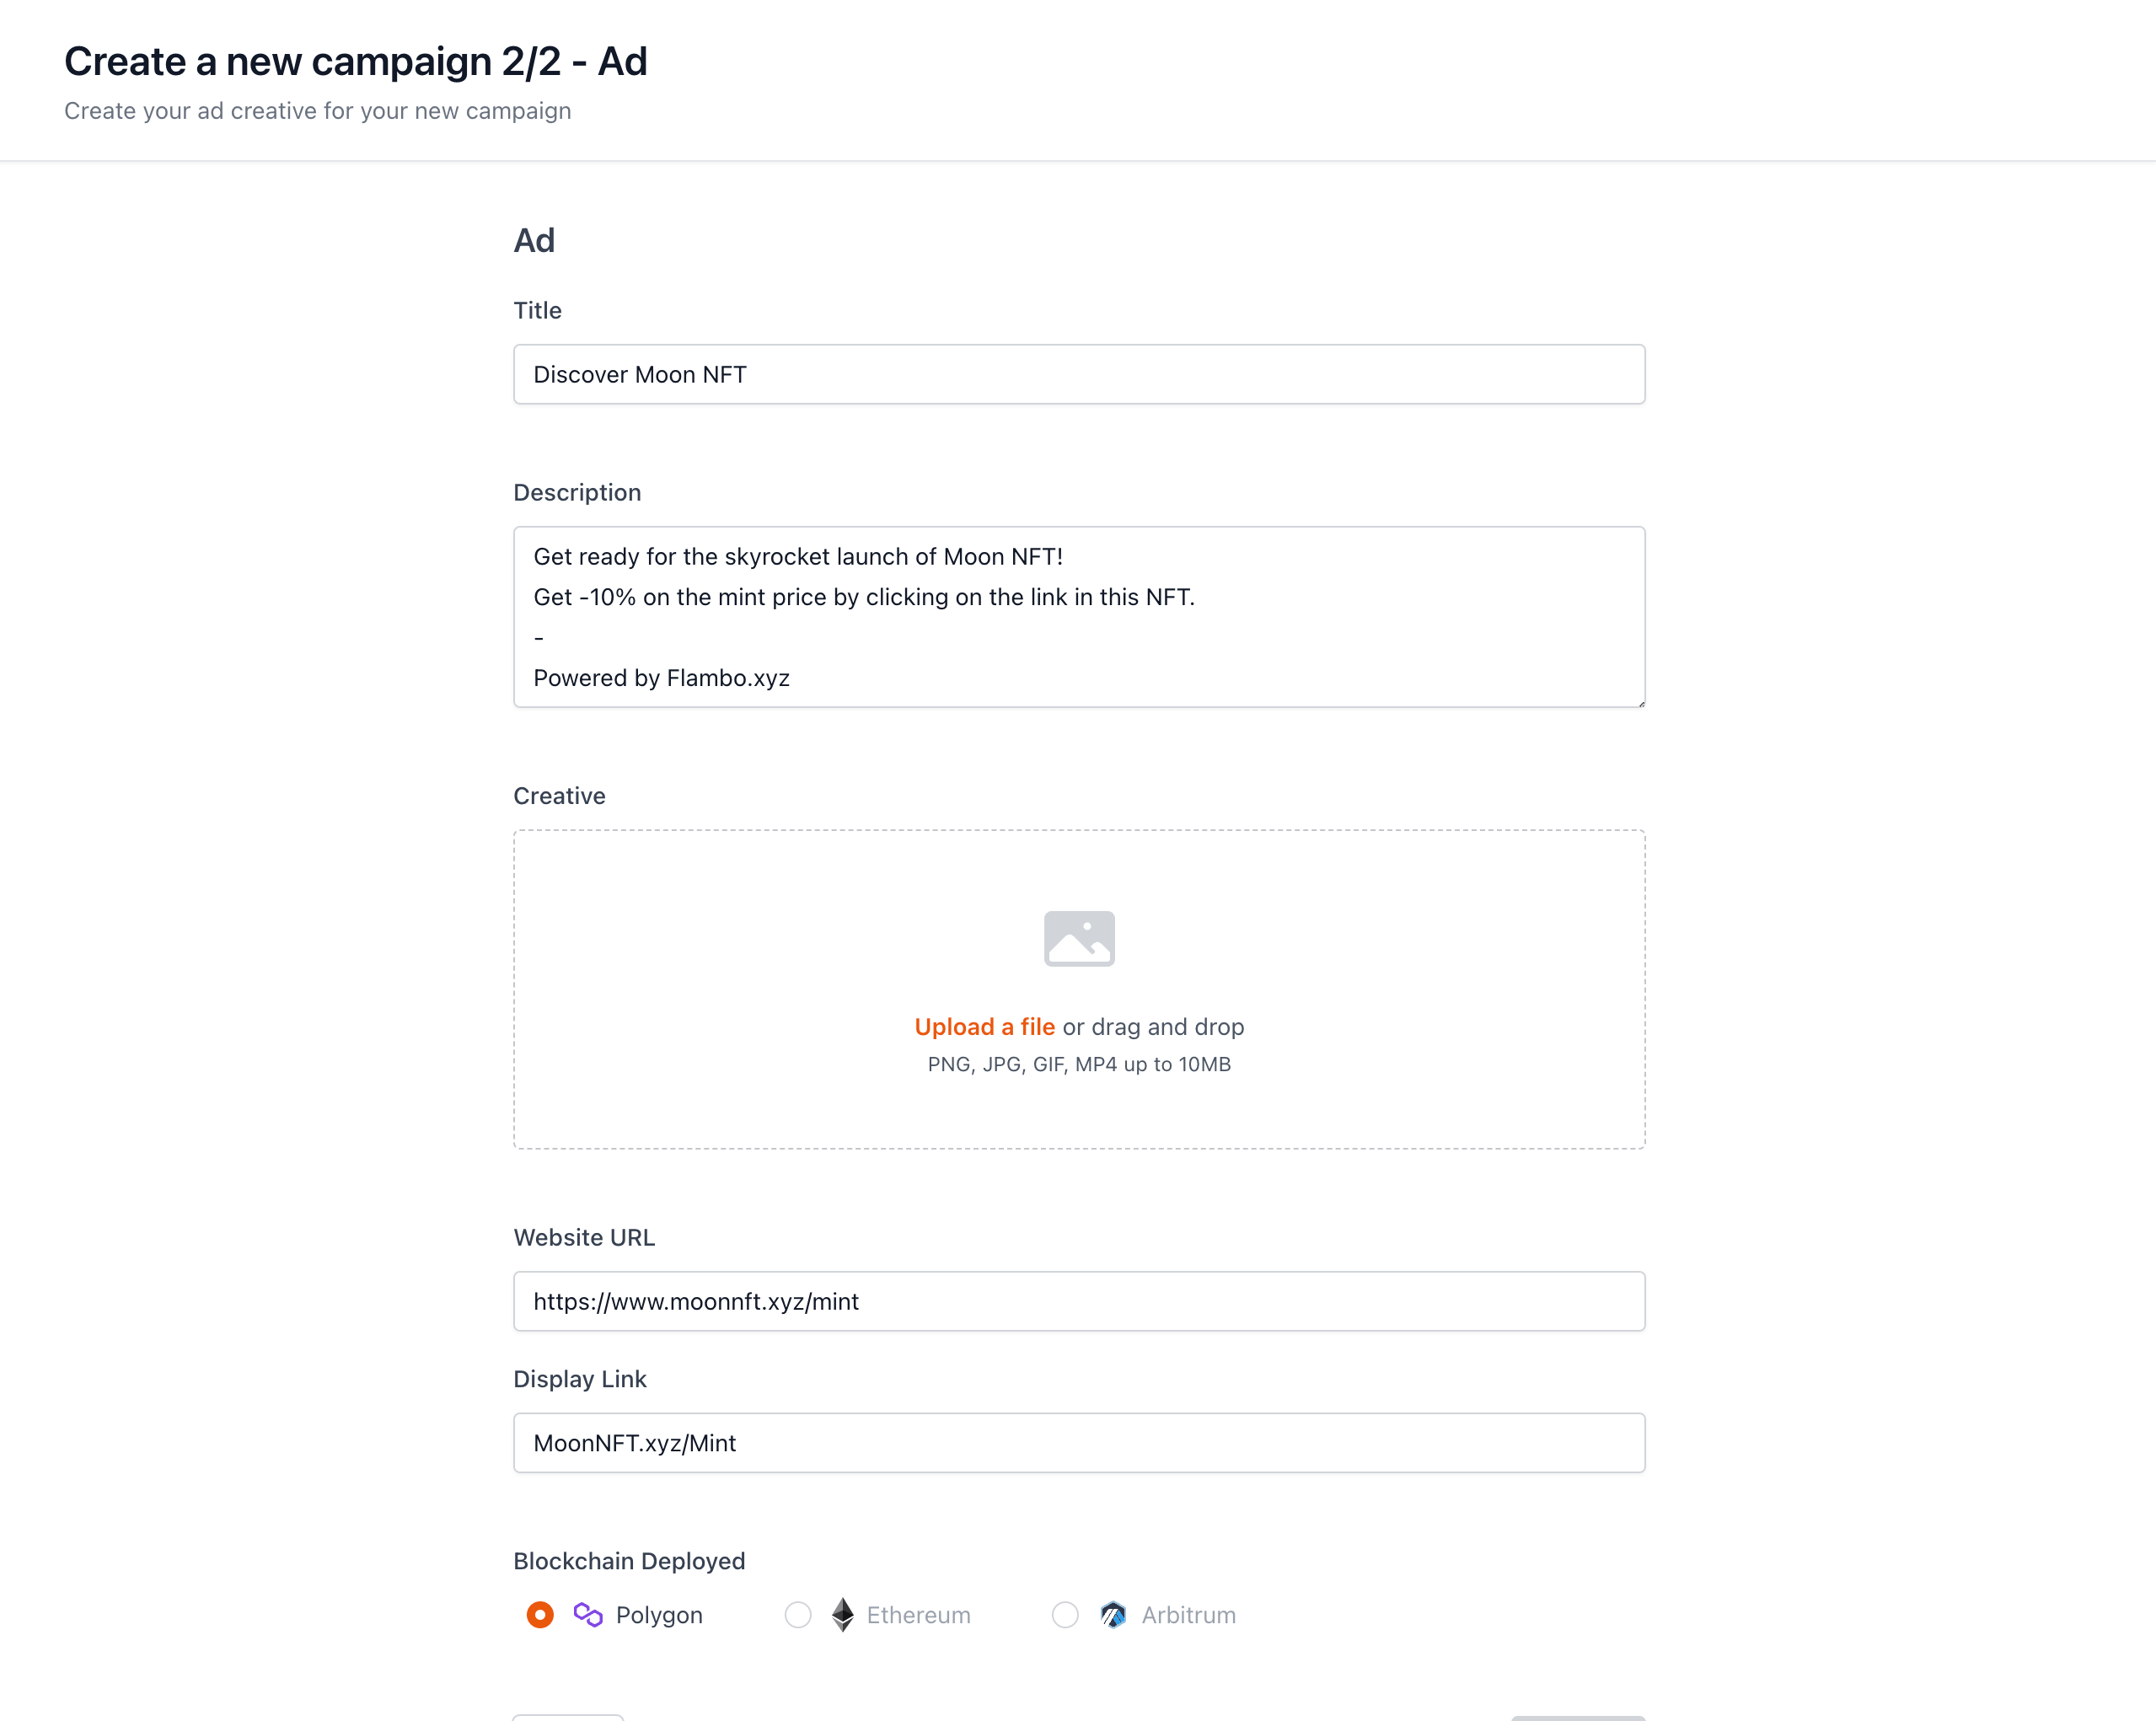 Create a new campaign 2/2 - Ad
Create your ad creative for your new campaign
Ad
Title
Discover Moon NFT
Description
Get ready for the skyrocket launch of Moon NFT!
Get -10% on the mint price by clicking on the link in this NFT.
-
Powered by Flambo.xyz
Creative
Upload a file or drag and drop
PNG, JPG, GIF, MP4 up to 10MB
Website URL
https://www.moonnft.xyz/mint
Display Link
MoonNFT.xyz/Mint
Blockchain Deployed
Polygon Ethereum Arbitrum